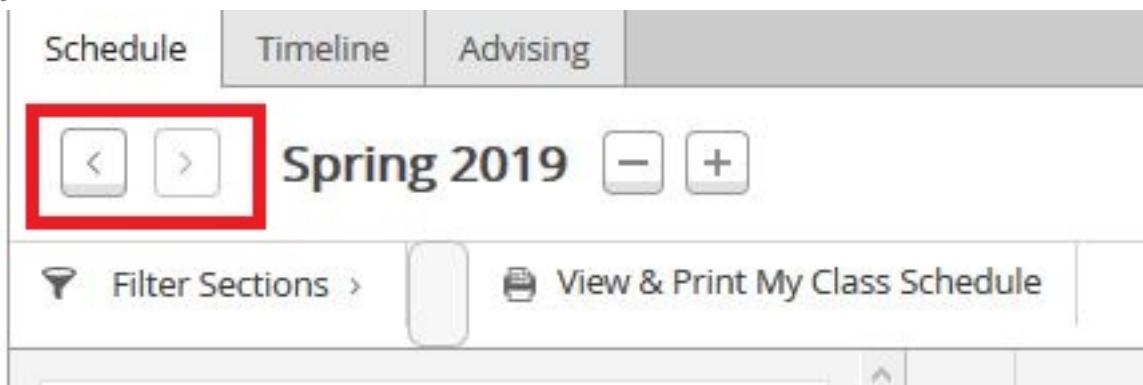 Schedule Timeline Advising
< > Spring 2019 − +
Filter Sections > View & Print My Class Schedule